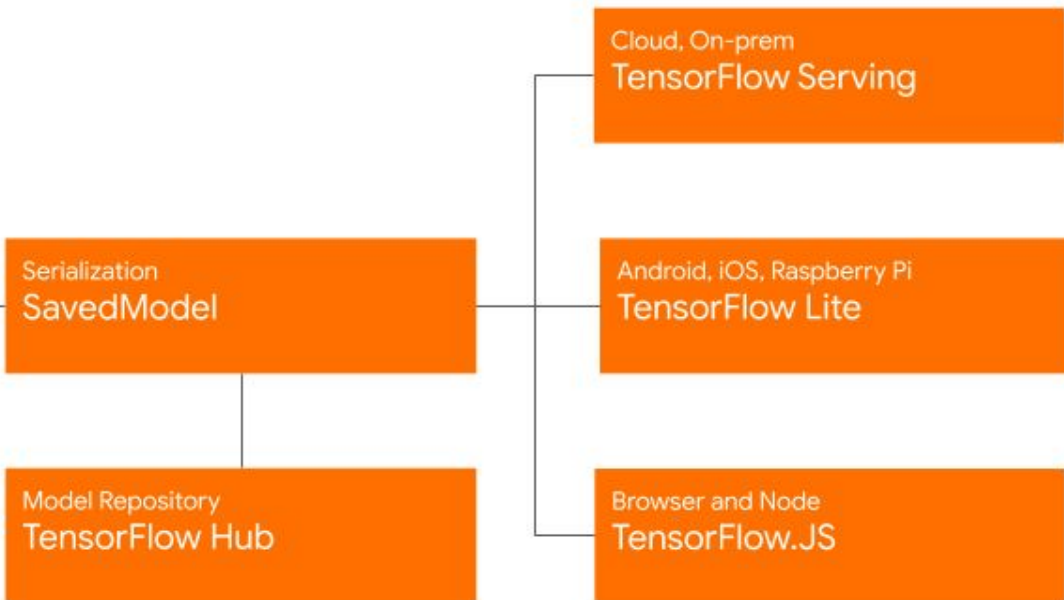 Cloud, On-prem
TensorFlow Serving
Serialization
SavedModel
Android, iOS, Raspberry Pi
TensorFlow Lite
Model Repository
TensorFlow Hub
Browser and Node
TensorFlow.JS